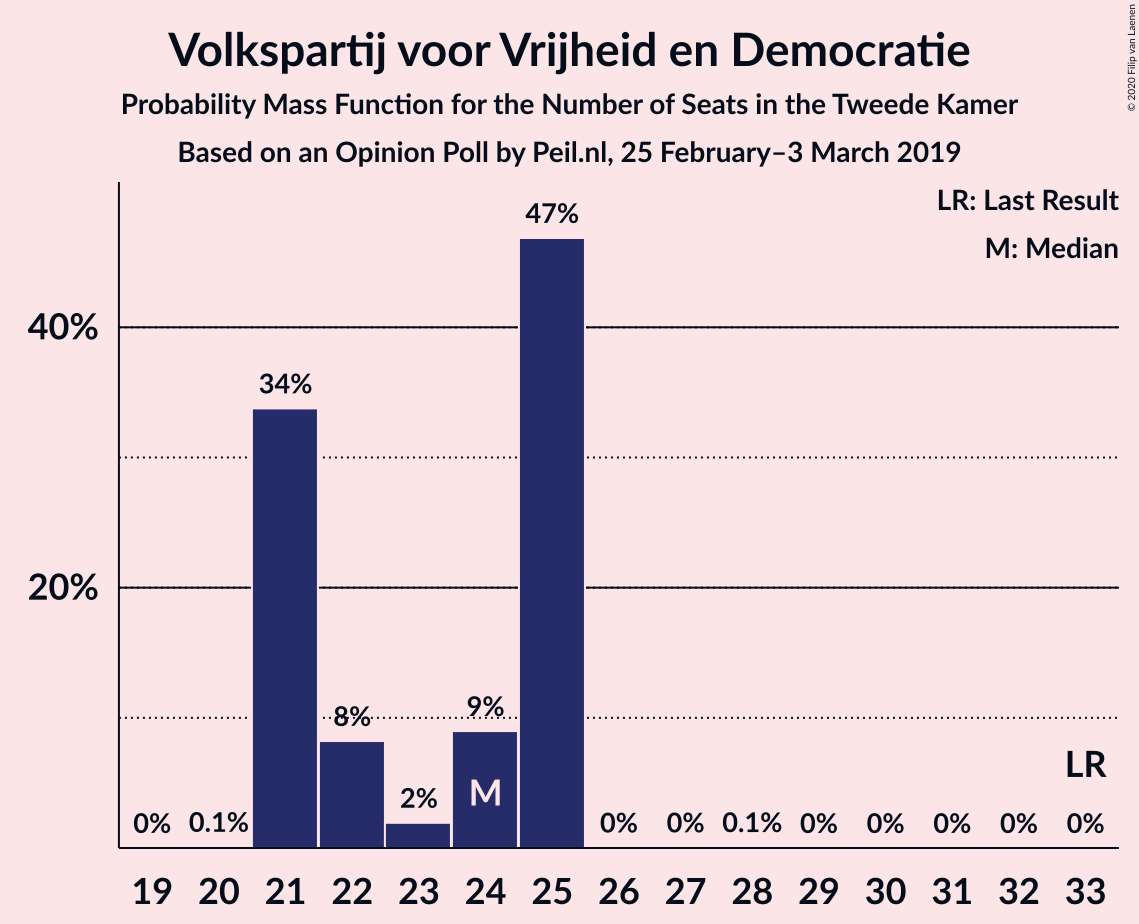 Volkspartij voor Vrijheid en Democratie
Probability Mass Function for the Number of Seats in the Tweede Kamer
Based on an Opinion Poll by Peil.nl, 25 February–3 March 2019
© 2020 Filip van Laenen
LR: Last Result
M: Median
47%
40%
34%
20%
9%
8%
M
LR
2%
0% 0.1% 0% 0% 0.1% 0% 0% 0% 0% 0%
19 20 21 22 23 24 25 26 27 28 29 30 31 32 33